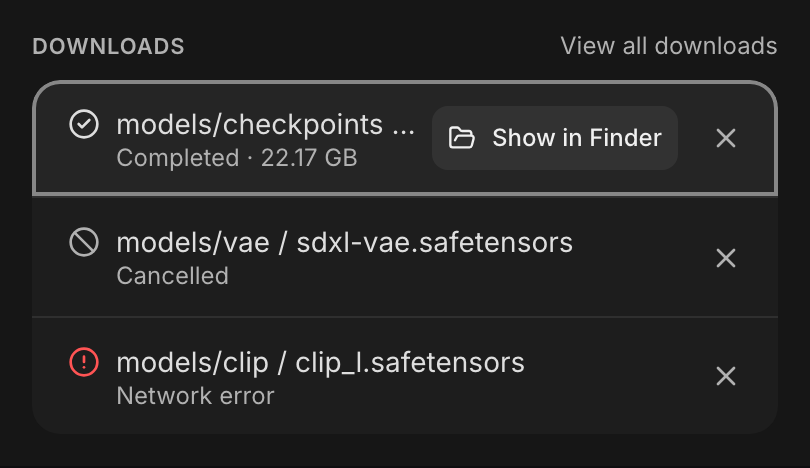 DOWNLOADS
View all downloads
models/checkpoints ...
Completed · 22.17 GB
Show in Finder
models/vae / sdxl-vae.safetensors
Cancelled
models/clip / clip_l.safetensors
Network error